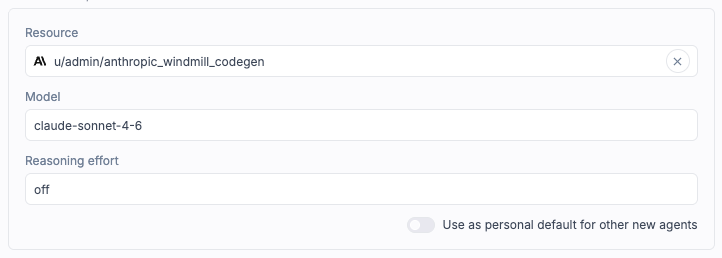 Resource
u/admin/anthropic_windmill_codegen
Model
claude-sonnet-4-6
Reasoning effort
off
Use as personal default for other new agents